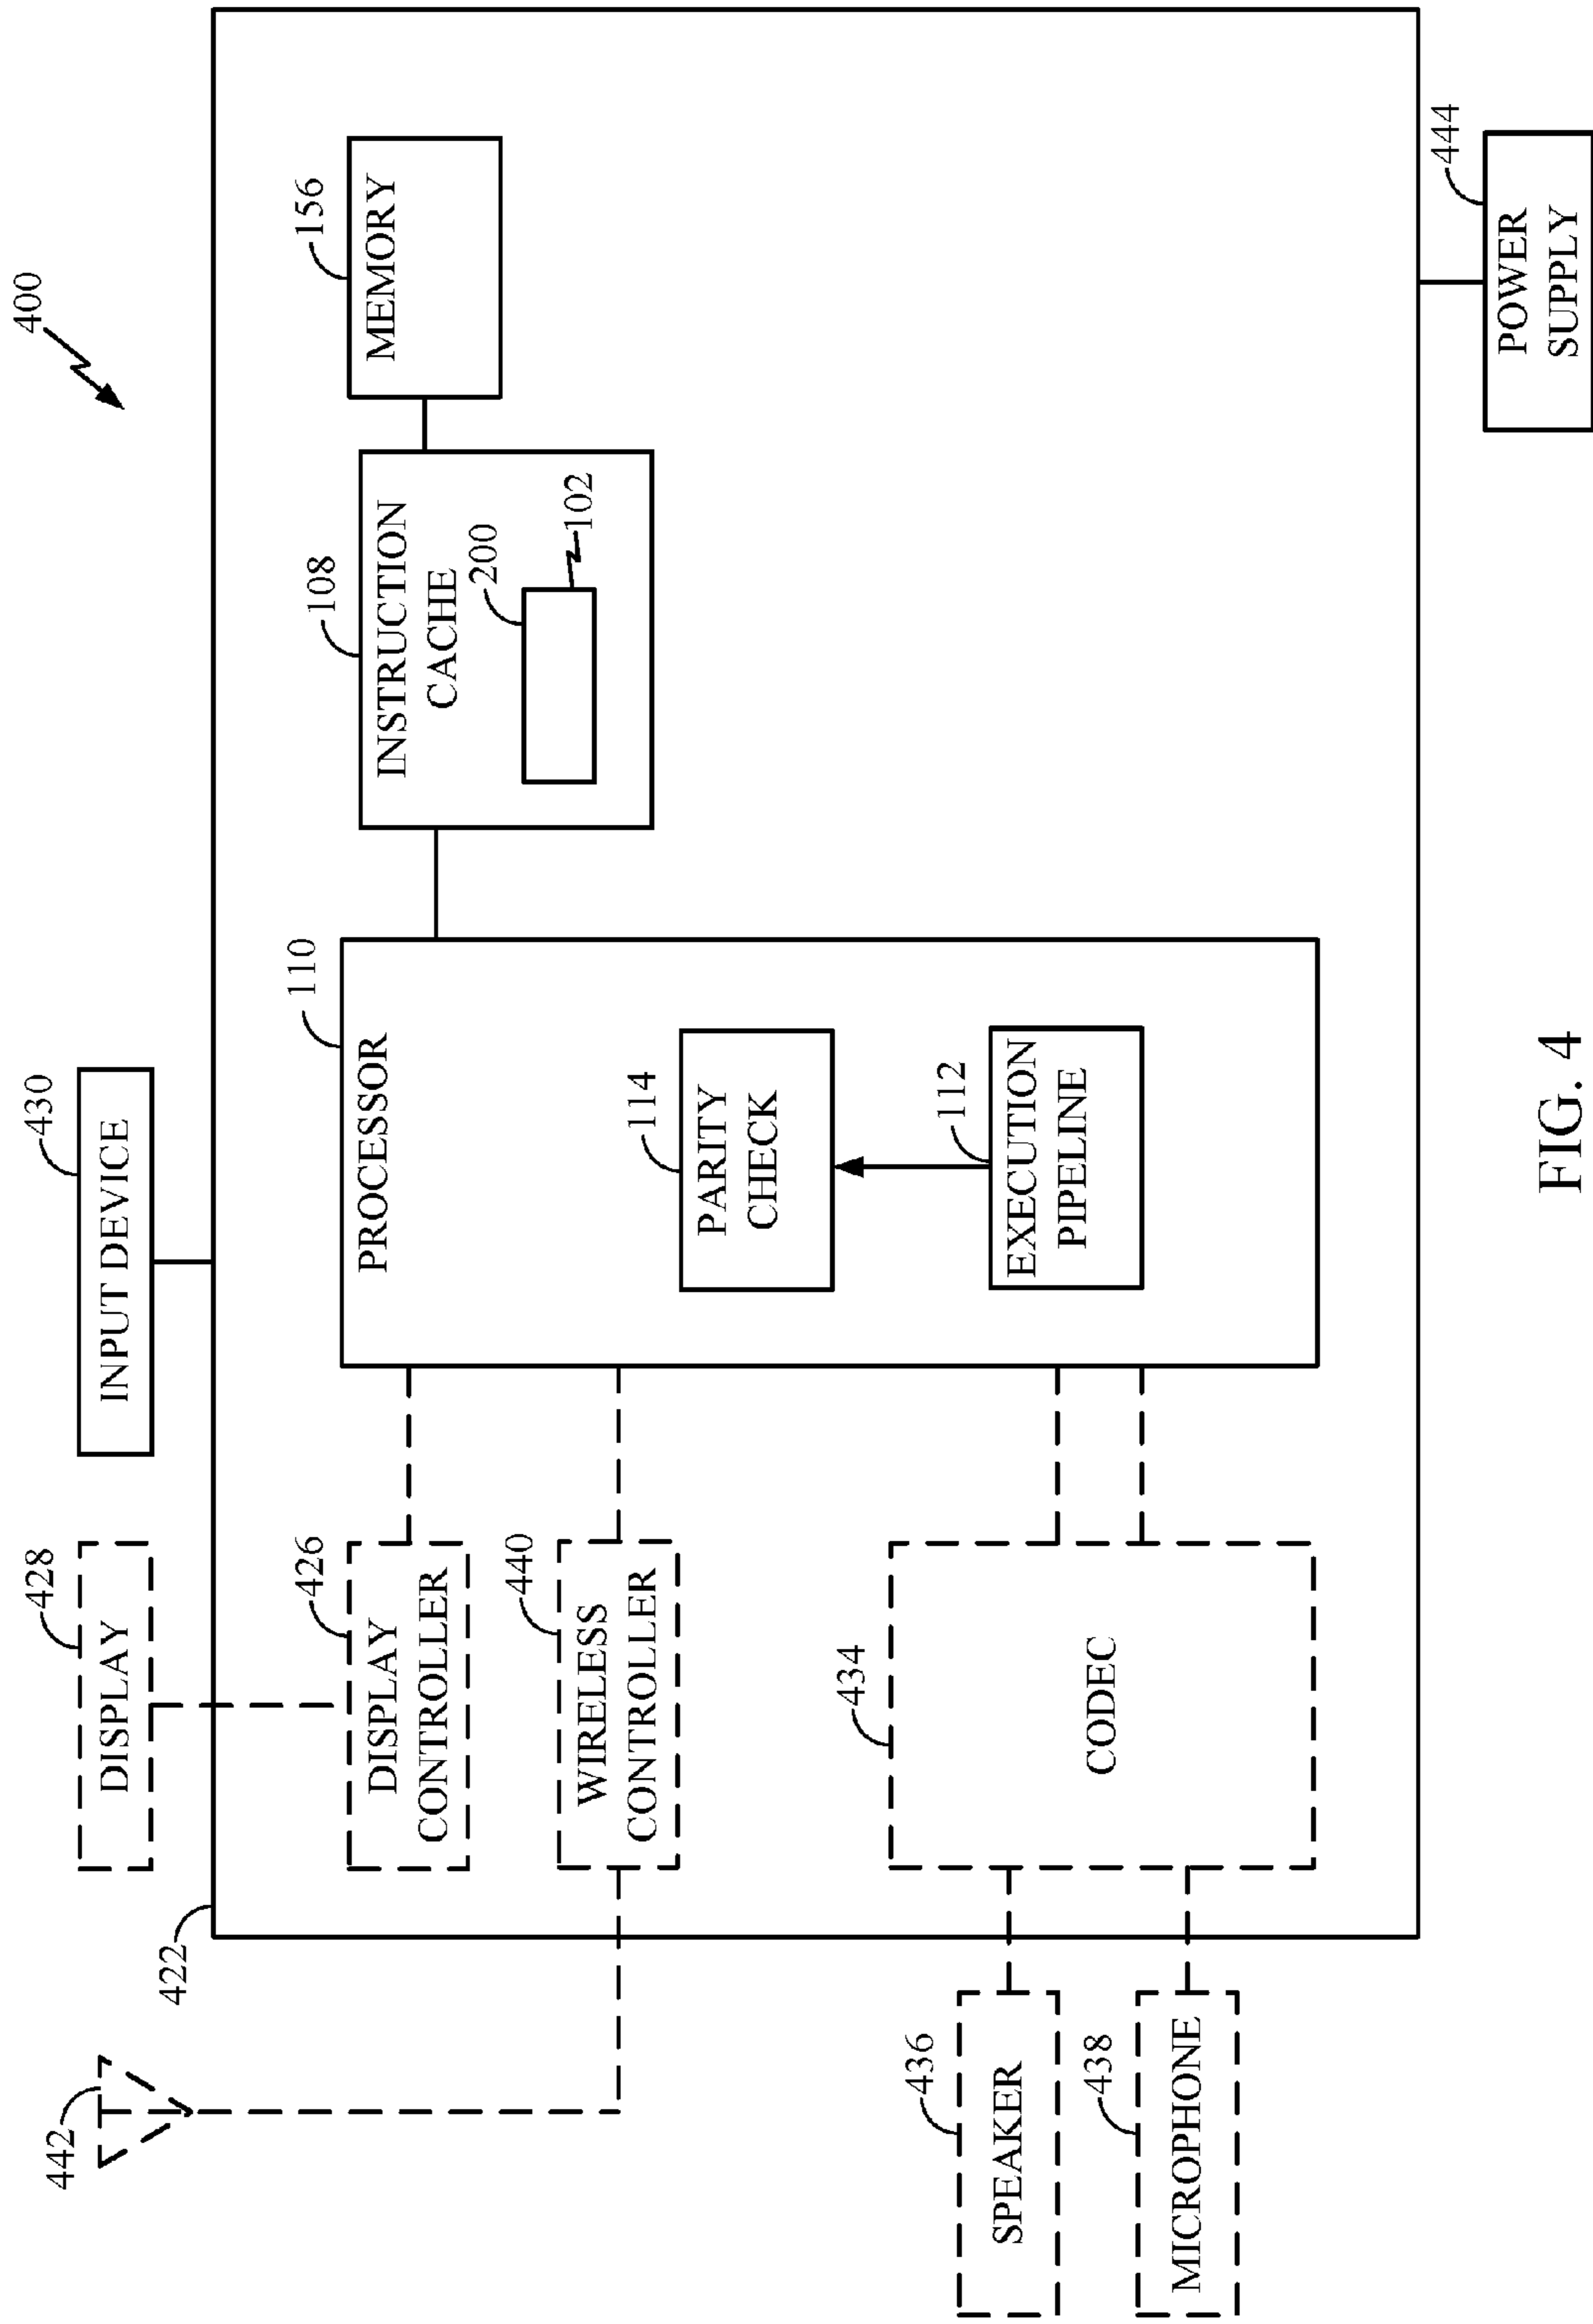 400
442
428
DISPLAY
430
INPUT DEVICE
422
426
DISPLAY
CONTROLLER
440
WIRELESS
CONTROLLER
434
CODEC
436
SPEAKER
438
MICROPHONE
110
PROCESSOR
114
PARITY
CHECK
112
EXECUTION
PIPELINE
108
INSTRUCTION
CACHE
200
102
156
MEMORY
444
POWER
SUPPLY
FIG. 4